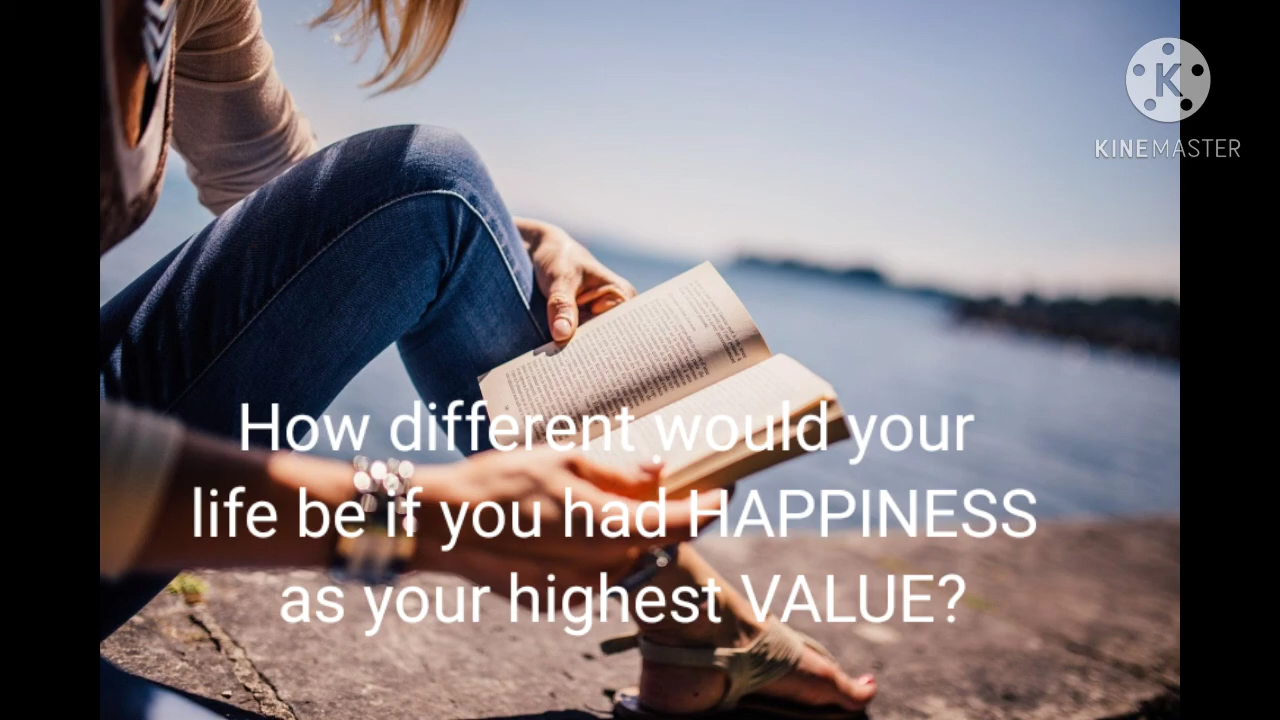 KINEMASTER
How different would your
life be if you had HAPPINESS
as your highest VALUE?